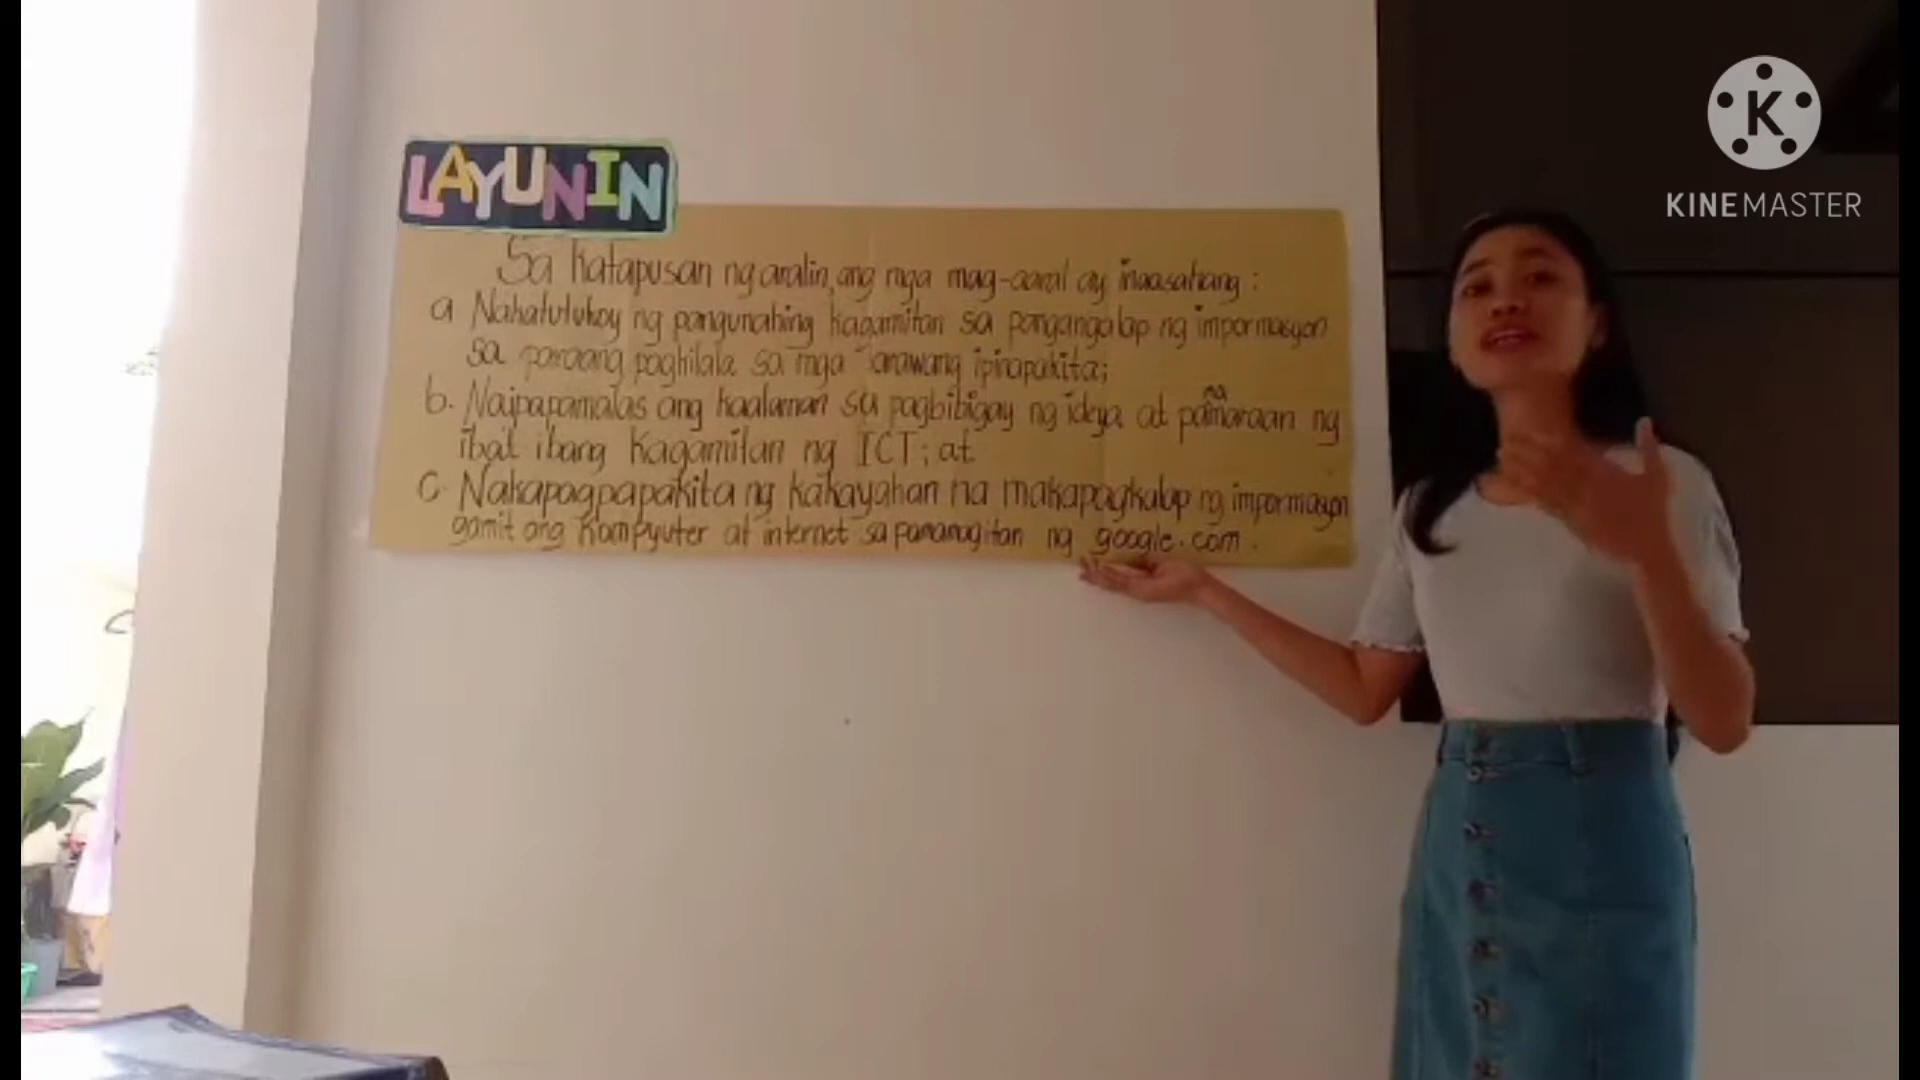 LAYUNIN
Sa katapusan ng aralin, ang mga mag-aaral ay inaasahang :
a Nakatutukoy ng pangunahing kagamitan sa pangangalap ng impormasyon
sa paraang pagkilala sa mga larawang ipinapakita;
b. Naipapamalas ang kaalaman sa pagbibigay ng ideya at pamaraan ng
na
ibat ibang kagamitan ng ICT; at
c. Nakapagpapakita ng kakayahan na makapagkalap ng impormasyon
gamit ang kompyuter at internet sa pamamagitan ng google.com.
K
KINEMASTER